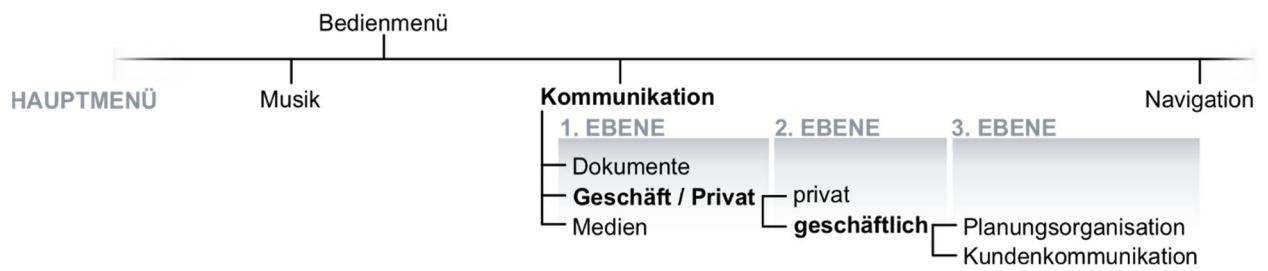 Bedienmenü
HAUPTMENÜ Musik Kommunikation Navigation
1. EBENE 2. EBENE 3. EBENE
Dokumente
Geschäft / Privat privat
Medien geschäftlich Planungsorganisation
Kundenkommunikation